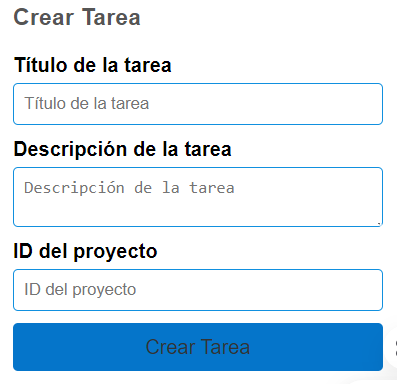 Crear Tarea
Título de la tarea
Título de la tarea
Descripción de la tarea
Descripción de la tarea
ID del proyecto
ID del proyecto
Crear Tarea